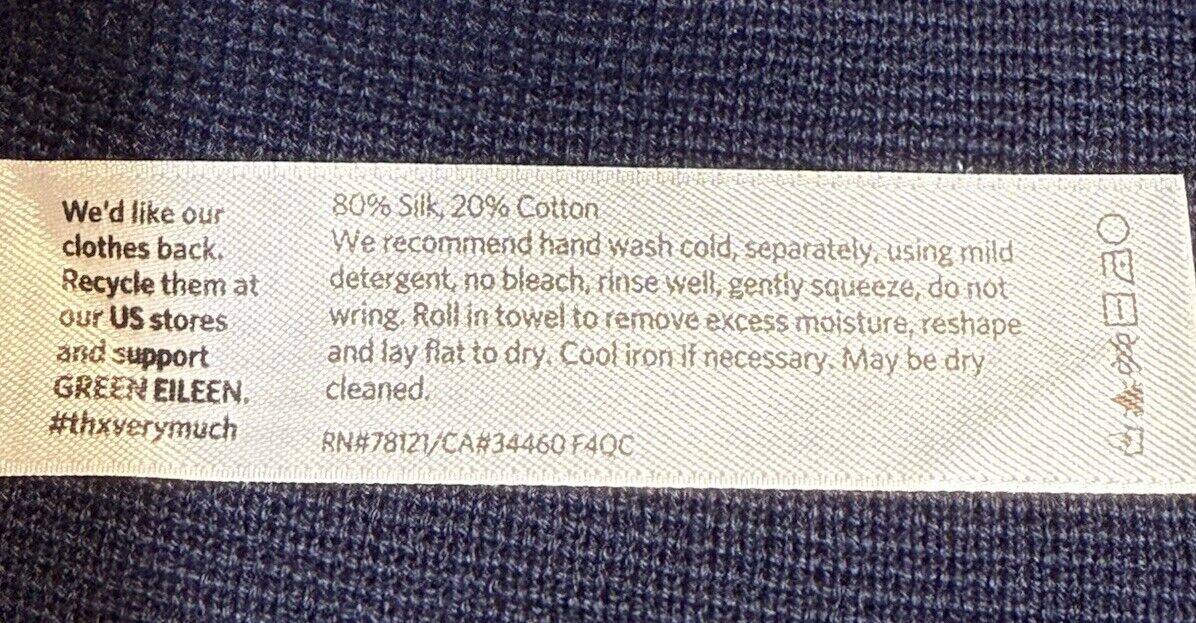 We'd like our
clothes back.
Recycle them at
our US stores
and support
GREEN EILEEN.
#thxverymuch
80% Silk, 20% Cotton
We recommend hand wash cold, separately, using mild
detergent, no bleach, rinse well, gently squeeze, do not
wring. Roll in towel to remove excess moisture, reshape
and lay flat to dry. Cool iron if necessary. May be dry
cleaned.
RN#78121/CA#34460 F4QC